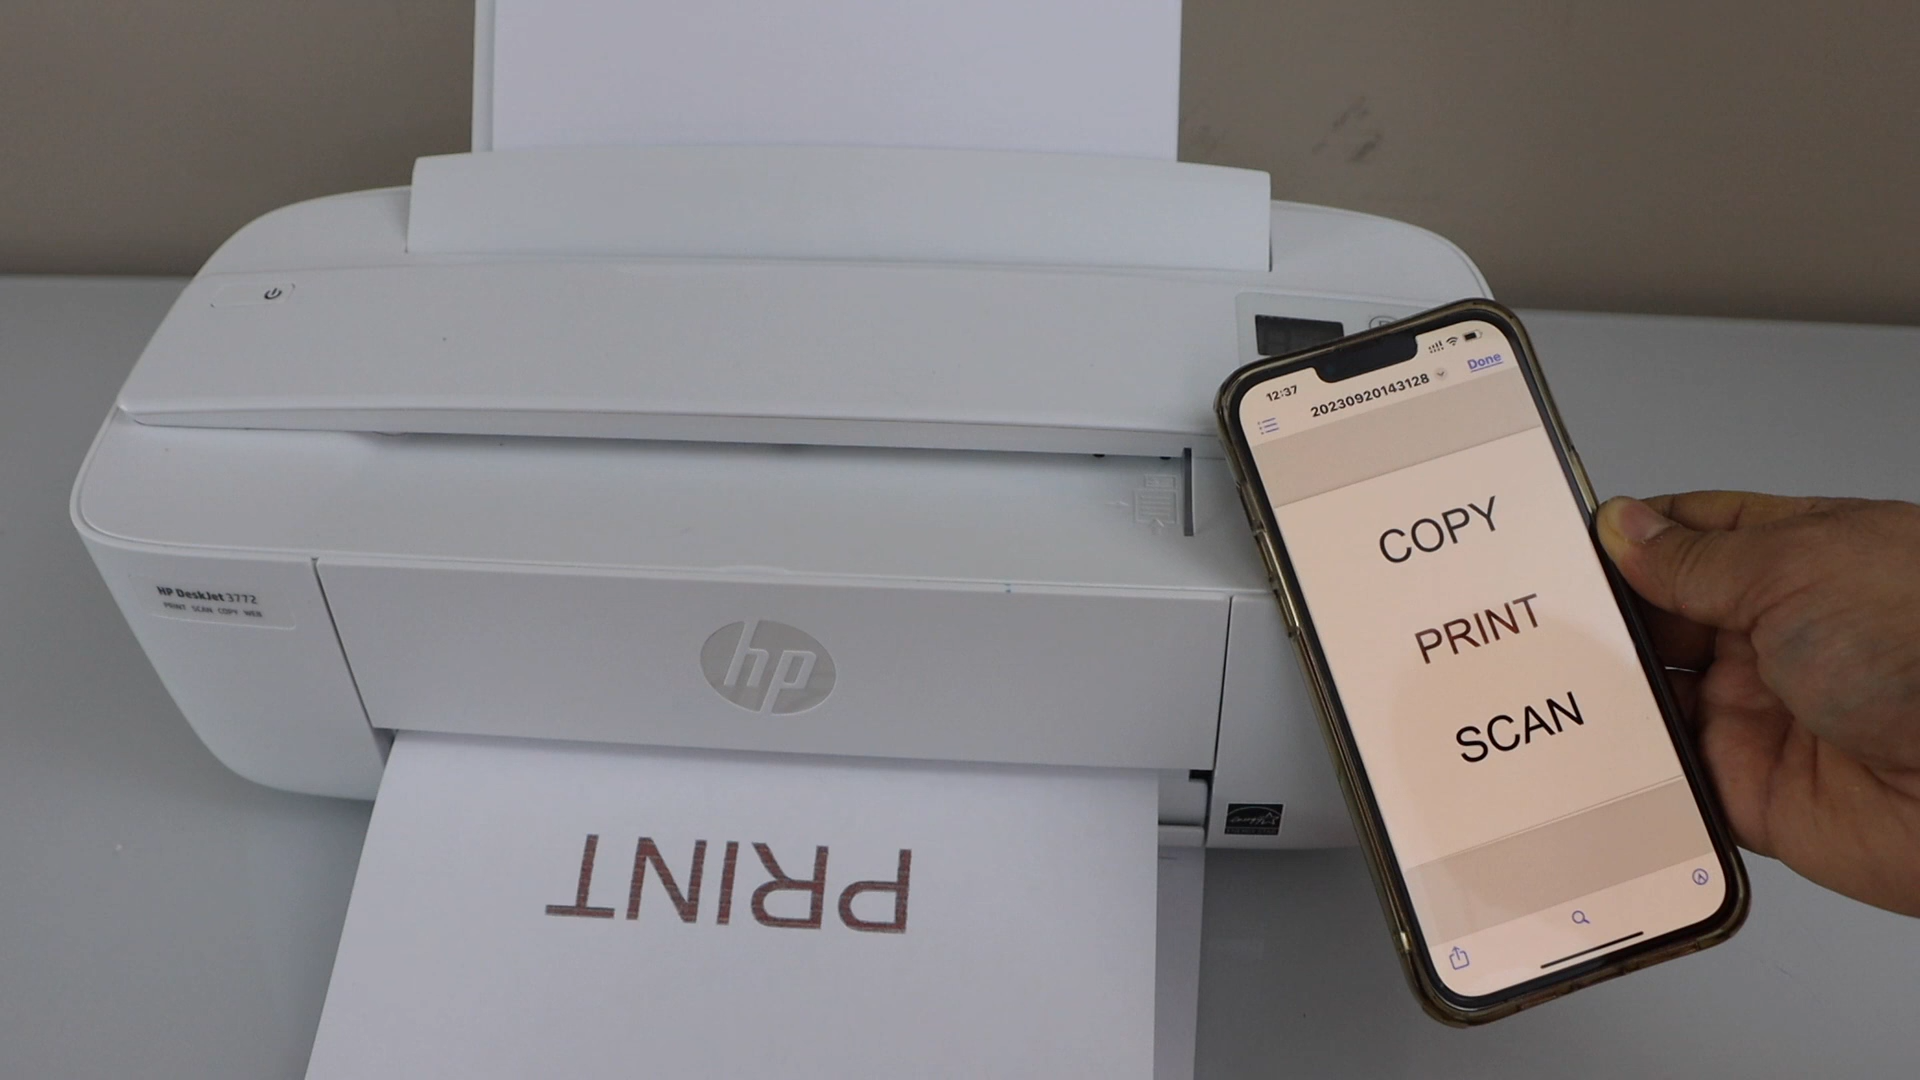 HP DeskJet 3772
PRINT SCAN COPY WEB
hp
PRINT
12:37
20230920143128
Done
COPY
PRINT
SCAN